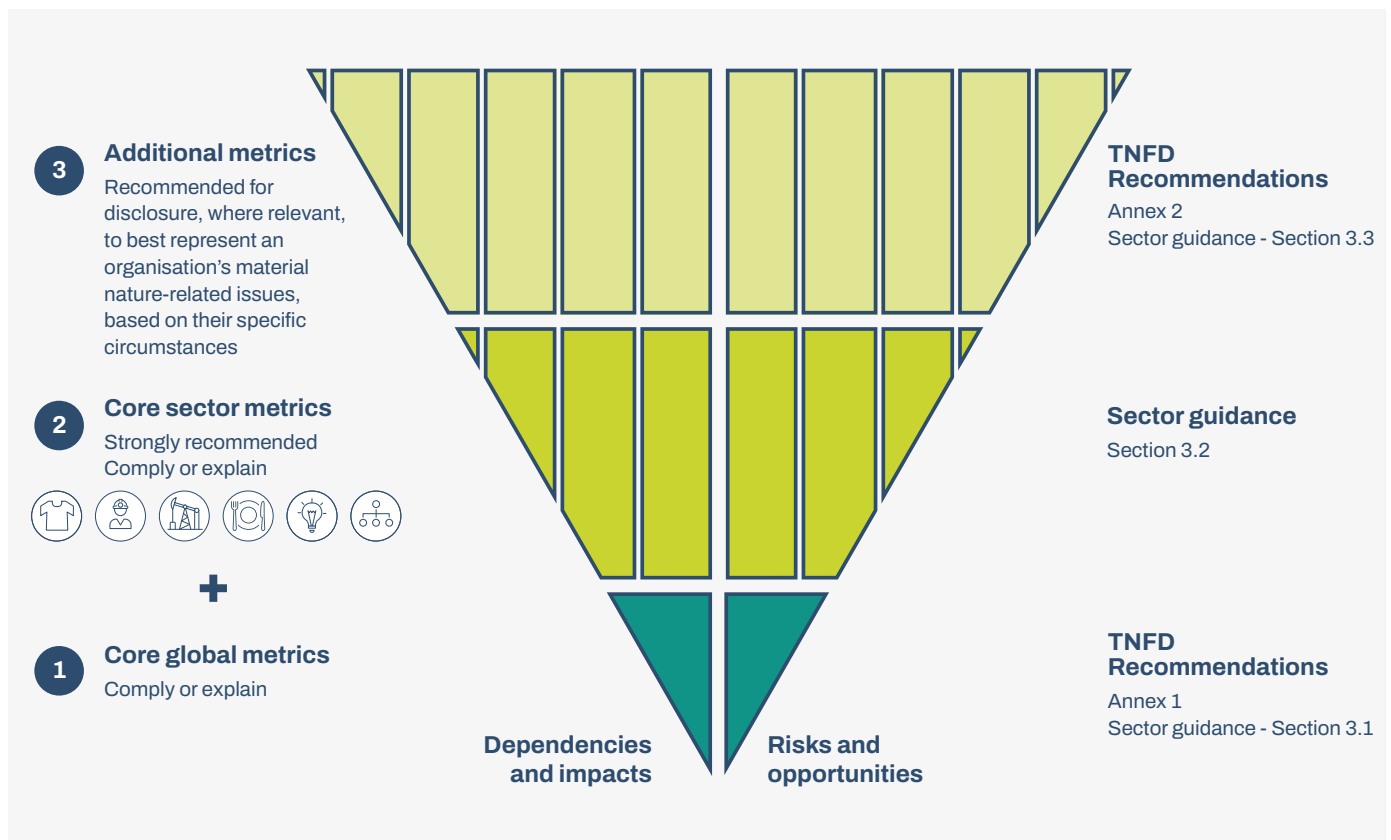 3
Additional metrics
Recommended for
disclosure, where relevant,
to best represent an
organisation’s material
nature-related issues,
based on their specific
circumstances
TNFD
Recommendations
Annex 2
Sector guidance - Section 3.3
2
Core sector metrics
Strongly recommended
Comply or explain
Sector guidance
Section 3.2
1
Core global metrics
Comply or explain
TNFD
Recommendations
Annex 1
Sector guidance - Section 3.1
Dependencies
and impacts
Risks and
opportunities